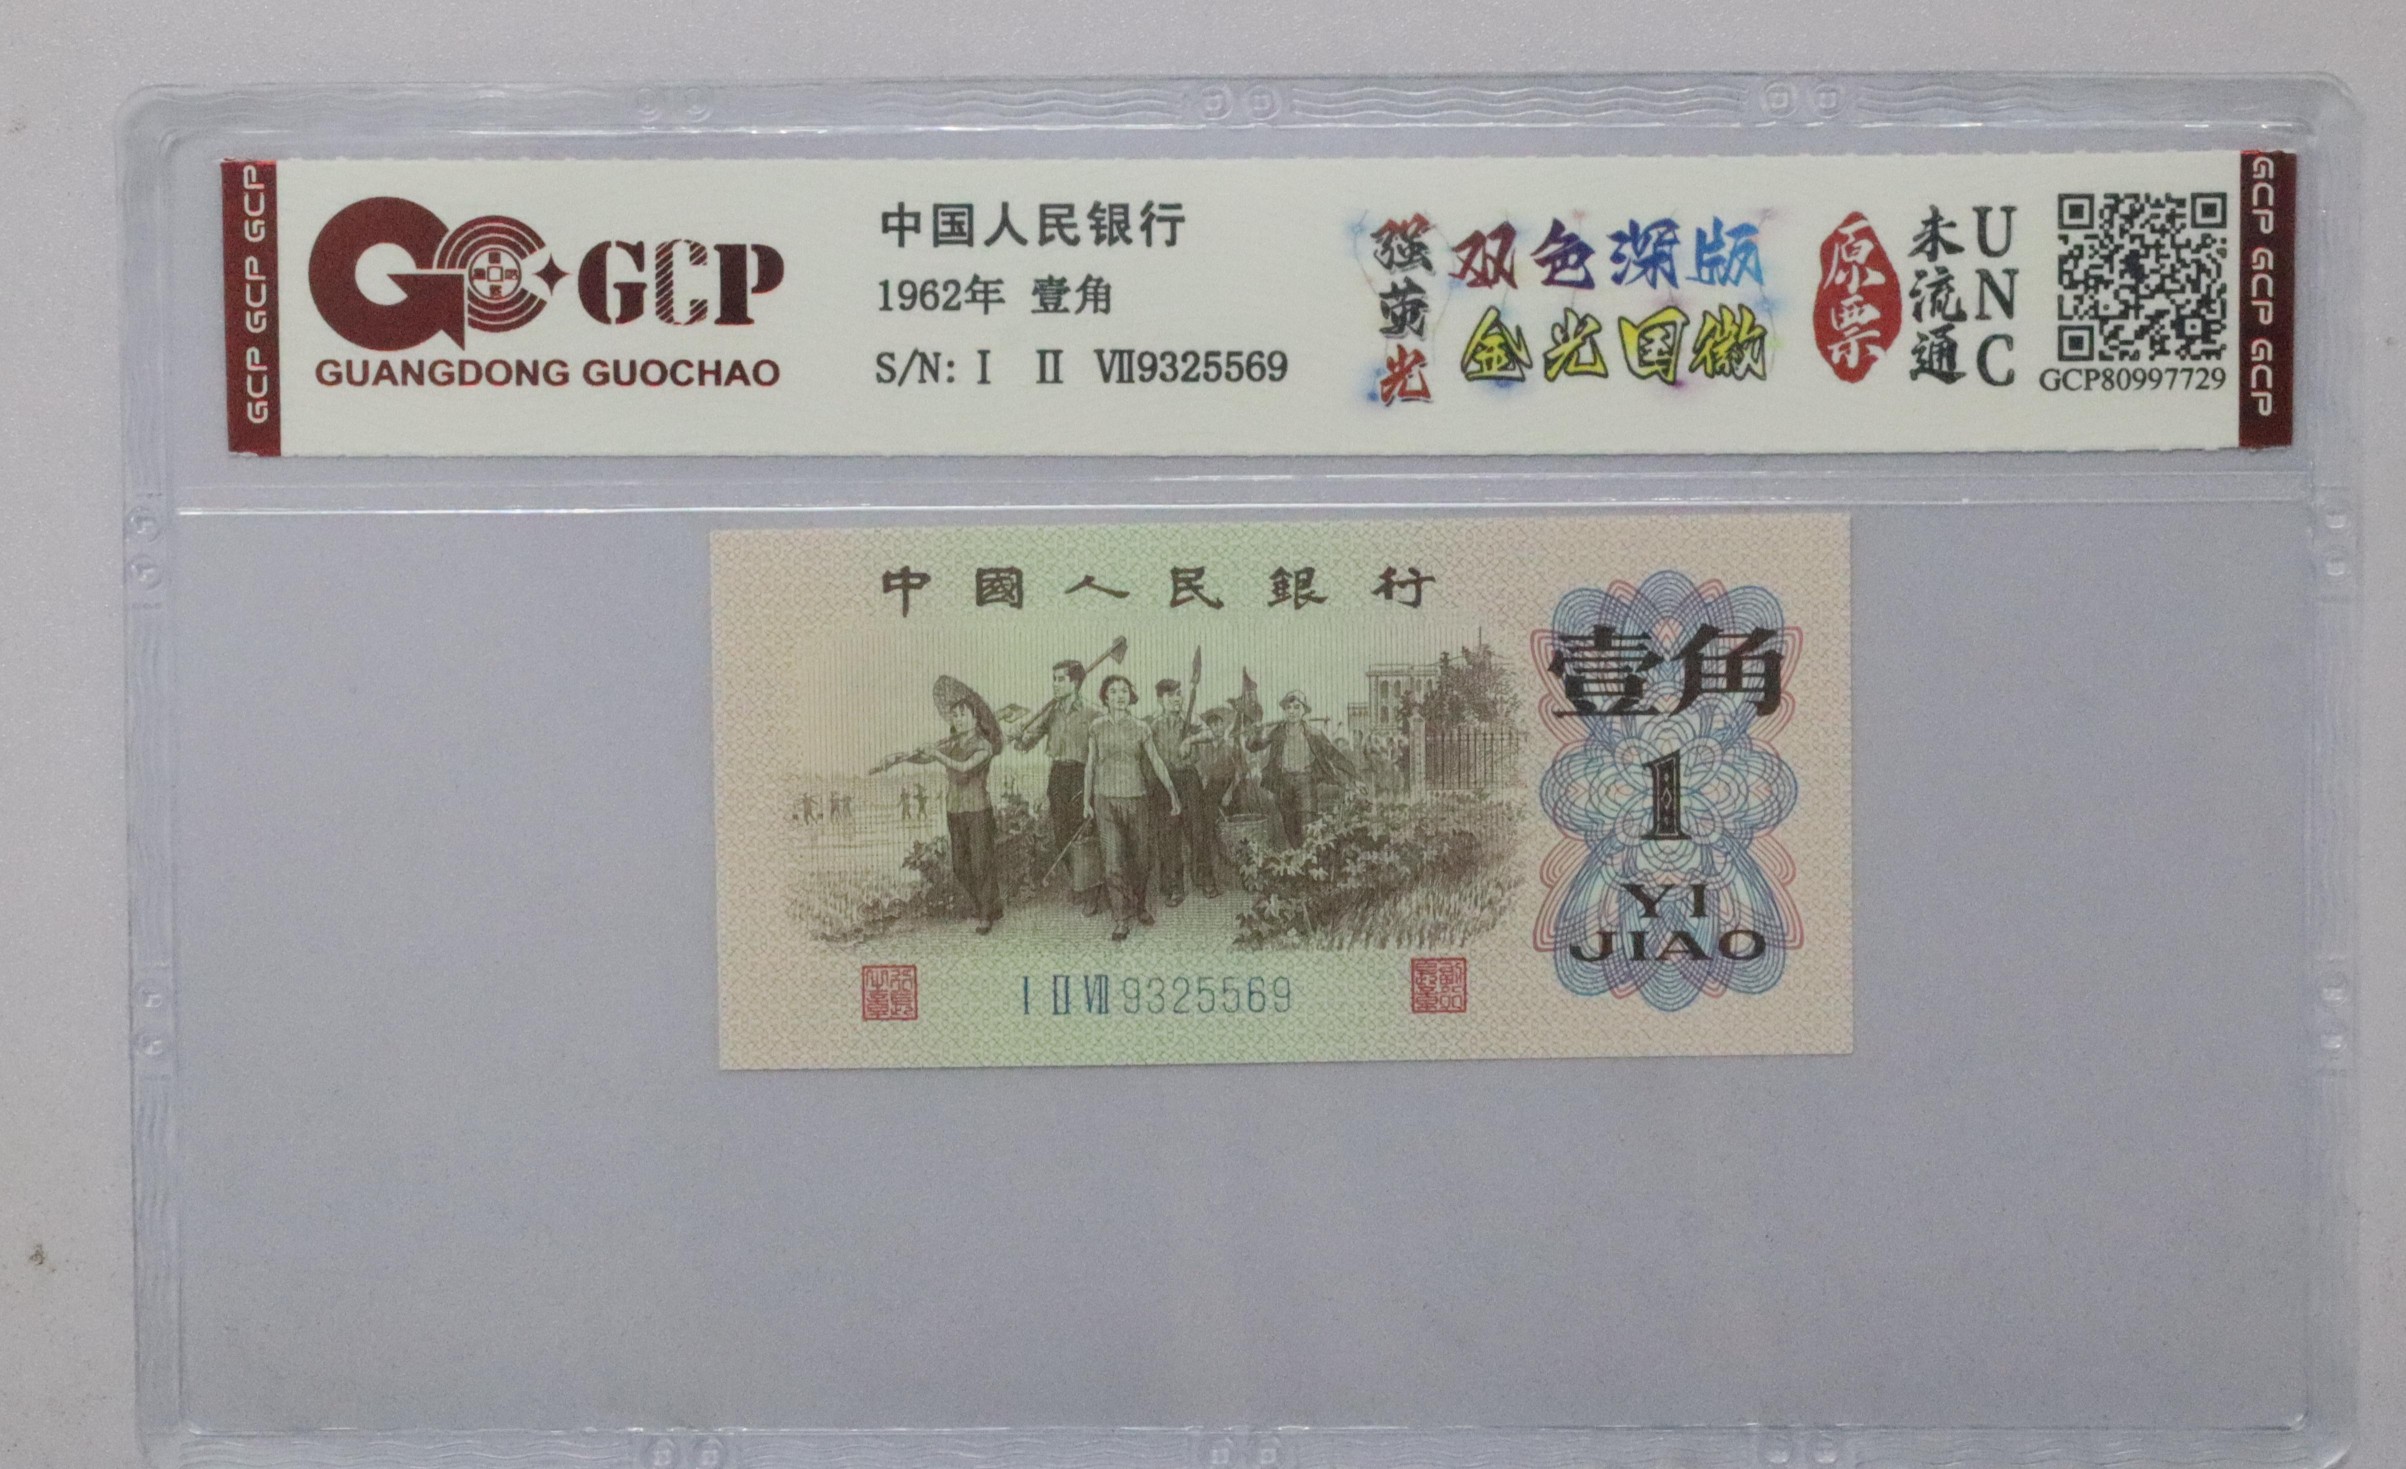 GCP GCP GCP
GCP
GUANGDONG GUOCHAO
中国人民银行
1962年 壹角
S/N: I II VII9325569
强荧光
双色深版
金光国徽
原票
未流通
UNC
GCP80997729
GCP GCP GCP
中國人民銀行
壹角
1
YI
JIAO
I II VII 9325569